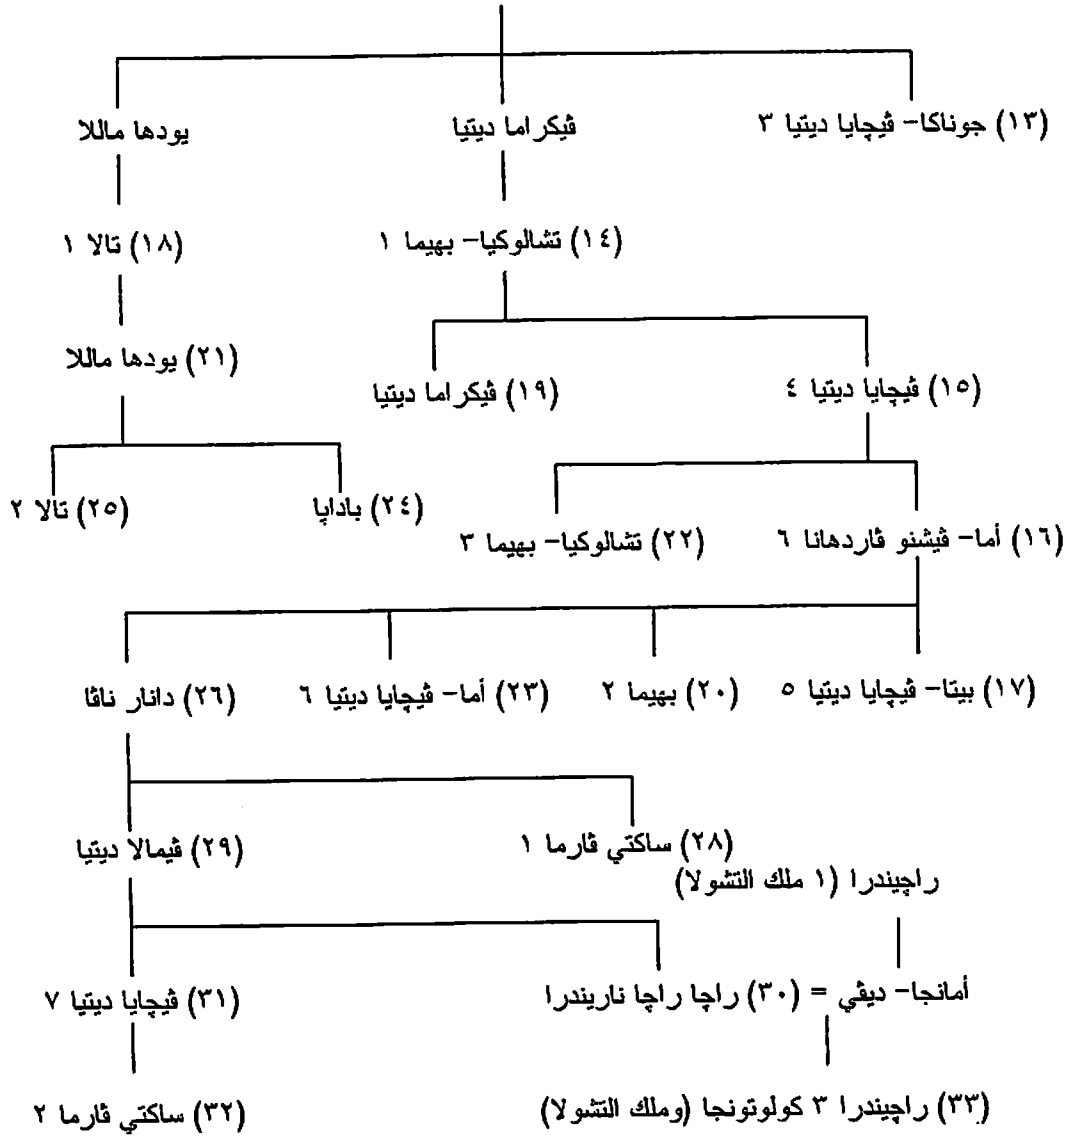 (١٣) جوناكا- ڤيچايا ديتيا ٣
ڤيكراما ديتيا
يودها ماللا
(١٤) تشالوكيا- بهيما ١
(١٨) تالا ١
(٢١) يودها ماللا
(١٥) ڤيچايا ديتيا ٤
(١٩) ڤيكراما ديتيا
(٢٤) باداپا
(٢٥) تالا ٢
(١٦) أما- ڤيشنو ڤاردهانا ٦
(٢٢) تشالوكيا- بهيما ٣
(١٧) بيتا- ڤيچايا ديتيا ٥
(٢٠) بهيما ٢
(٢٣) أما- ڤيچايا ديتيا ٦
(٢٦) دانار ناڤا
(٢٨) ساكتي ڤارما ١
(٢٩) ڤيمالا ديتيا
راچيندرا (١ ملك التشولا)
أمانجا- ديڤي = (٣٠) راچا راچا ناريندرا
(٣١) ڤيچايا ديتيا ٧
(٣٣) راچيندرا ٣ كولوتونجا (وملك التشولا)
(٣٢) ساكتي ڤارما ٢